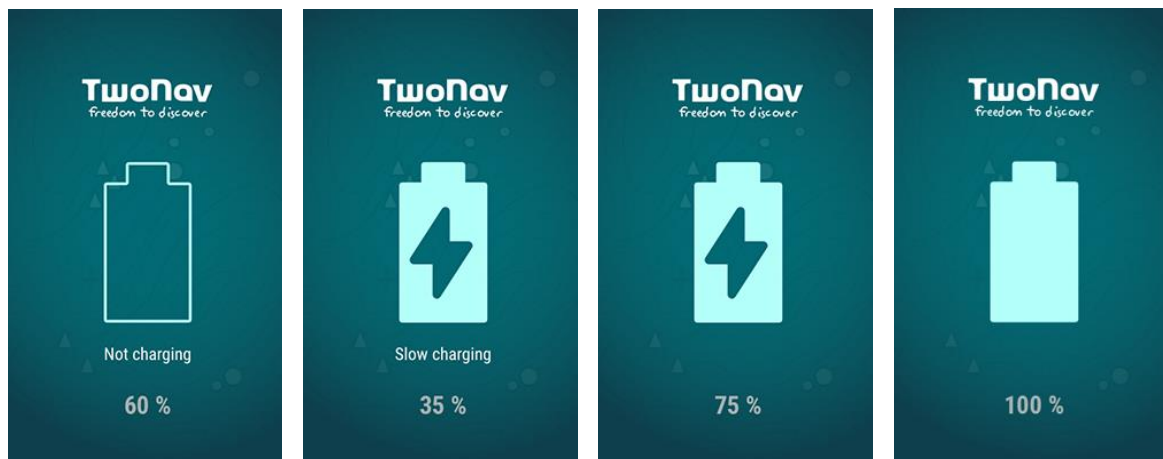 TwoNav
freedom to discover
Not charging
60 %
TwoNav
freedom to discover
Slow charging
35 %
TwoNav
freedom to discover
75 %
TwoNav
freedom to discover
100 %